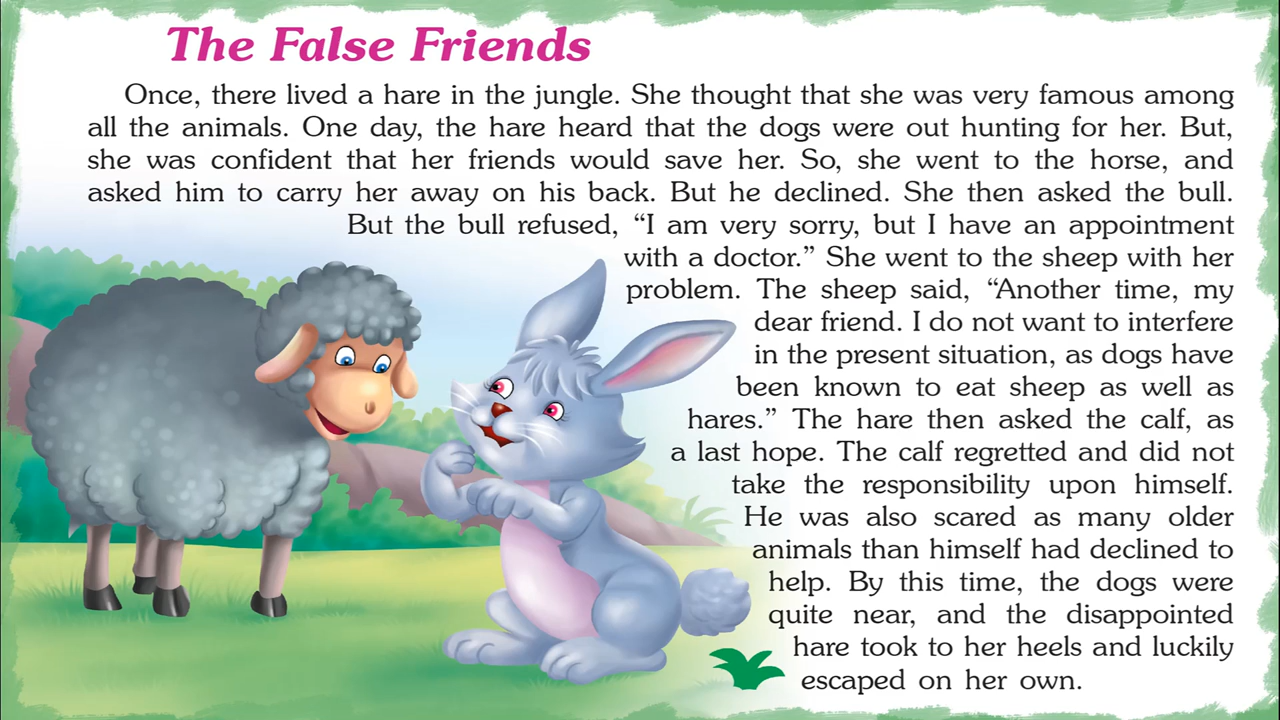 The False Friends
Once, there lived a hare in the jungle. She thought that she was very famous among
all the animals. One day, the hare heard that the dogs were out hunting for her. But,
she was confident that her friends would save her. So, she went to the horse, and
asked him to carry her away on his back. But he declined. She then asked the bull.
But the bull refused, “I am very sorry, but I have an appointment
with a doctor.” She went to the sheep with her
problem. The sheep said, “Another time, my
dear friend. I do not want to interfere
in the present situation, as dogs have
been known to eat sheep as well as
hares.” The hare then asked the calf, as
a last hope. The calf regretted and did not
take the responsibility upon himself.
He was also scared as many older
animals than himself had declined to
help. By this time, the dogs were
quite near, and the disappointed
hare took to her heels and luckily
escaped on her own.